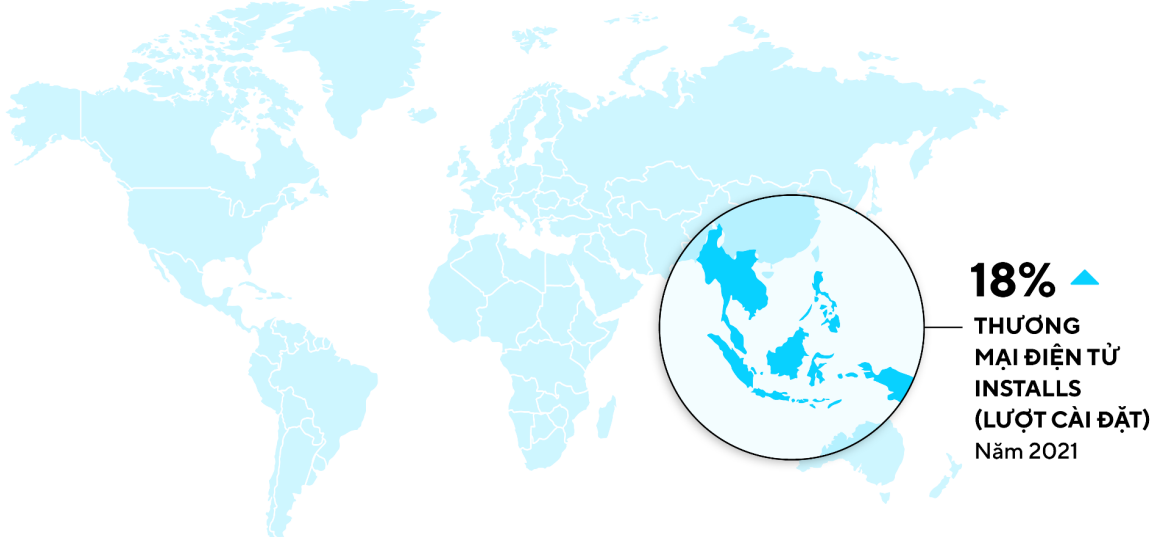 18%
THƯƠNG
MẠI ĐIỆN TỬ
INSTALLS
(LƯỢT CÀI ĐẶT)
Năm 2021